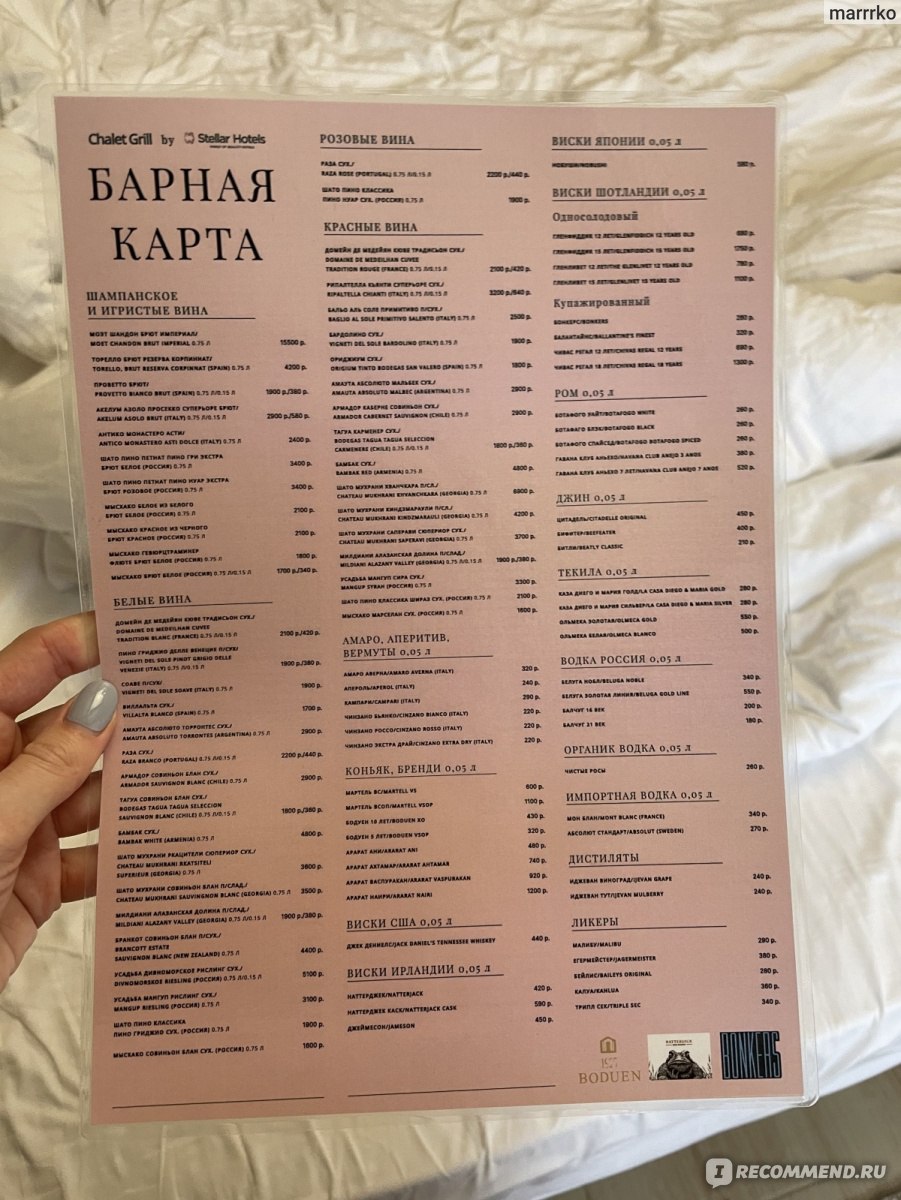 marrrko
Chalet Grill by Stellar Hotels
БАРНАЯ
КАРТА
ШАМПАНСКОЕ
И ИГРИСТЫЕ ВИНА
МОЭТ ШАНДОН БРЮТ ИМПЕРИАЛ/
MOET CHANDON BRUT IMPERIAL 0.75 Л 15500 р.
ТОРЕЛЛО БРЮТ РЕЗЕРВА КОРПИННАТ/
TORELLO, BRUT RESERVA CORPINNAT (SPAIN) 0.75 Л 4200 р.
ПРОВЕТТО БРЮТ/
PROVETTO BIANCO BRUT (SPAIN) 0.75 Л/0.15 Л 1900 р./380 р.
АКЕЛУМ АЗОЛО ПРОСЕККО СУПЕРЬОРЕ БРЮТ/
AKELUM ASOLO BRUT (ITALY) 0.75 Л/0.15 Л 2900 р./580 р.
АНТИКО МОНАСТЕРО АСТИ/
ANTICO MONASTERO ASTI DOLCE (ITALY) 0.75 Л 2400 р.
ШАТО ПИНО ПЕТНАТ ПИНО ГРИ ЭКСТРА
БРЮТ БЕЛОЕ (РОССИЯ) 0.75 Л 3400 р.
ШАТО ПИНО ПЕТНАТ ПИНО НУАР ЭКСТРА
БРЮТ РОЗОВОЕ (РОССИЯ) 0.75 Л 3400 р.
МЫСХАКО БЕЛОЕ ИЗ БЕЛОГО
БРЮТ БЕЛОЕ (РОССИЯ) 0.75 Л 2100 р.
МЫСХАКО КРАСНОЕ ИЗ ЧЕРНОГО
БРЮТ КРАСНОЕ (РОССИЯ) 0.75 Л 2100 р.
МЫСХАКО ГЕВЮРЦТРАМИНЕР
ФЛЮТЕ БРЮТ БЕЛОЕ (РОССИЯ) 0.75 Л 1800 р.
МЫСХАКО БРЮТ БЕЛОЕ (РОССИЯ) 0.75 Л/0.15 Л 1700 р./340 р.
БЕЛЫЕ ВИНА
ДОМЕЙН ДЕ МЕДЕЙЯН КЮВЕ ТРАДИСЬОН СУХ./
DOMAINE DE MEDEILHAN CUVEE
TRADITION BLANC (FRANCE) 0.75 Л/0.15 Л 2100 р./420 р.
ПИНО ГРИДЖИО ДЕЛЛЕ ВЕНЕЦИЕ П/СУХ/
VIGNETI DEL SOLE PINOT GRIGIO DELLE
VENEZIE (ITALY) 0.75 Л/0.15 Л 1900 р./380 р.
СОАВЕ П/СУХ/
VIGNETI DEL SOLE SOAVE (ITALY) 0.75 Л 1900 р.
ВИЛЛАЛЬТА СУХ./
VILLALTA BLANCO (SPAIN) 0.75 Л 1700 р.
АМАУТА АБСОЛЮТО ТОРРОНТЕС СУХ./
AMAUTA ABSOLUTO TORRONTES (ARGENTINA) 0.75 Л 2900 р.
РАЗА СУХ./
RAZA BRANCO (PORTUGAL) 0.75 Л/0.15 Л 2200 р./440 р.
АРМАДОР СОВИНЬОН БЛАН СУХ./
ARMADOR SAUVIGNON BLANC (CHILE) 0.75 Л 2900 р.
ТАГУА СОВИНЬОН БЛАН СУХ./
BODEGAS TAGUA TAGUA SELECCION
SAUVIGNON BLANC (CHILE) 0.75 Л/0.15 Л 1800 р./360 р.
БАМБАК СУХ./
BAMBAK WHITE (ARMENIA) 0.75 Л 4800 р.
ШАТО МУХРАНИ РКАЦИТЕЛИ СЮПЕРИОР СУХ./
CHATEAU MUKHRANI RKATSITELI
SUPERIEUR (GEORGIA) 0.75 Л 3600 р.
ШАТО МУХРАНИ СОВИНЬОН БЛАН П/СЛАД./
CHATEAU MUKHRANI SAUVIGNON BLANC (GEORGIA) 0.75 Л 3500 р.
МИЛДИАНИ АЛАЗАНСКАЯ ДОЛИНА П/СЛАД./
MILDIANI ALAZANY VALLEY (GEORGIA) 0.75 Л/0.15 Л 1900 р./380 р.
БРАНКОТ СОВИНЬОН БЛАН П/СУХ./
BRANCOTT ESTATE
SAUVIGNON BLANC (NEW ZEALAND) 0.75 Л 4400 р.
УСАДЬБА ДИВНОМОРСКОЕ РИСЛИНГ СУХ./
DIVNOMORSKOE RIESLING (РОССИЯ) 0.75 Л/0.15 Л 5100 р.
УСАДЬБА МАНГУП РИСЛИНГ СУХ./
MANGUP RIESLING (РОССИЯ) 0.75 Л 3100 р.
ШАТО ПИНО КЛАССИКА
ПИНО ГРИДЖИО СУХ. (РОССИЯ) 0.75 Л 1900 р.
МЫСХАКО СОВИНЬОН БЛАН СУХ. (РОССИЯ) 0.75 Л 1600 р.
РОЗОВЫЕ ВИНА
РАЗА СУХ./
RAZA ROSE (PORTUGAL) 0.75 Л/0.15 Л 2200 р./440 р.
ШАТО ПИНО КЛАССИКА
ПИНО НУАР СУХ. (РОССИЯ) 0.75 Л 1900 р.
КРАСНЫЕ ВИНА
ДОМЕЙН ДЕ МЕДЕЙЯН КЮВЕ ТРАДИСЬОН СУХ./
DOMAINE DE MEDEILHAN CUVEE
TRADITION ROUGE (FRANCE) 0.75 Л/0.15 Л 2100 р./420 р.
РИПАЛТЕЛЛА КЬЯНТИ СУПЕРЬОРЕ СУХ./
RIPALTELLA CHIANTI (ITALY) 0.75 Л/0.15 Л 3200 р./640 р.
БАЛЬО АЛЬ СОЛЕ ПРИМИТИВО П/СУХ./
BAGLIO AL SOLE PRIMITIVO SALENTO (ITALY) 0.75 Л 2500 р.
БАРДОЛИНО СУХ./
VIGNETI DEL SOLE BARDOLINO (ITALY) 0.75 Л 1900 р.
ОРИДЖИУМ СУХ./
ORIGIUM TINTO BODEGAS SAN VALERO (SPAIN) 0.75 Л 1800 р.
АМАУТА АБСОЛЮТО МАЛЬБЕК СУХ./
AMAUTA ABSOLUTO MALBEC (ARGENTINA) 0.75 Л 2900 р.
АРМАДОР КАБЕРНЕ СОВИНЬОН СУХ./
ARMADOR CABERNET SAUVIGNON (CHILE) 0.75 Л 2900 р.
ТАГУА КАРМЕНЕР СУХ./
BODEGAS TAGUA TAGUA SELECCION
CARMENERE (CHILE) 0.75 Л/0.15 Л 1800 р./360 р.
БАМБАК СУХ./
BAMBAK RED (ARMENIA) 0.75 Л 4800 р.
ШАТО МУХРАНИ ХВАНЧКАРА П/СЛ./
CHATEAU MUKHRANI KHVANCHKARA (GEORGIA) 0.75 Л 6900 р.
ШАТО МУХРАНИ КИНДЗМАРАУЛИ П/СЛ./
CHATEAU MUKHRANI KINDZMARAULI (GEORGIA) 0.75 Л 4200 р.
ШАТО МУХРАНИ САПЕРАВИ СЮПЕРИОР СУХ./
CHATEAU MUKHRANI SAPERAVI (GEORGIA) 0.75 Л 3700 р.
МИЛДИАНИ АЛАЗАНСКАЯ ДОЛИНА П/СЛАД./
MILDIANI ALAZANY VALLEY (GEORGIA) 0.75 Л/0.15 Л 1900 р./380 р.
УСАДЬБА МАНГУП СИРА СУХ./
MANGUP SYRAH (РОССИЯ) 0.75 Л 3300 р.
ШАТО ПИНО КЛАССИКА ШИРАЗ СУХ. (РОССИЯ) 0.75 Л 2100 р.
МЫСХАКО МАРСЕЛАН СУХ. (РОССИЯ) 0.75 Л 1600 р.
АМАРО, АПЕРИТИВ,
ВЕРМУТЫ 0,05 Л
АМАРО АВЕРНА/AMARO AVERNA (ITALY) 320 р.
АПЕРОЛЬ/APEROL (ITALY) 240 р.
КАМПАРИ/CAMPARI (ITALY) 290 р.
ЧИНЗАНО БЬЯНКО/CINZANO BIANCO (ITALY) 220 р.
ЧИНЗАНО РОССО/CINZANO ROSSO (ITALY) 220 р.
ЧИНЗАНО ЭКСТРА ДРАЙ/CINZANO EXTRA DRY (ITALY) 220 р.
КОНЬЯК, БРЕНДИ 0,05 Л
МАРТЕЛЬ ВС/MARTELL VS 600 р.
МАРТЕЛЬ ВСОП/MARTELL VSOP 1100 р.
БОДУЕН 10 ЛЕТ/BODUEN XO 430 р.
БОДУЕН 5 ЛЕТ/BODUEN VSOP 320 р.
АРАРАТ АНИ/ARARAT ANI 480 р.
АРАРАТ АХТАМАР/ARARAT AHTAMAR 740 р.
АРАРАТ ВАСПУРАКАН/ARARAT VASPURAKAN 920 р.
АРАРАТ НАИРИ/ARARAT NAIRI 1200 р.
ВИСКИ США 0,05 Л
ДЖЕК ДЕНИЕЛС/JACK DANIEL'S TENNESSEE WHISKEY 440 р.
ВИСКИ ИРЛАНДИИ 0,05 Л
НАТТЕРДЖЕК/NATTERJACK 420 р.
НАТТЕРДЖЕК КАСК/NATTERJACK CASK 590 р.
ДЖЕЙМЕСОН/JAMESON 450 р.
ВИСКИ ЯПОНИИ 0,05 Л
НОБУШИ/NOBUSHI 580 р.
ВИСКИ ШОТЛАНДИИ 0,05 Л
Односолодовый
ГЛЕНФИДДИК 12 ЛЕТ/GLENFIDDICH 12 YEARS OLD 690 р.
ГЛЕНФИДДИК 15 ЛЕТ/GLENFIDDICH 15 YEARS OLD 1750 р.
ГЛЕНЛИВЕТ 12 ЛЕТ/THE GLENLIVET 12 YEARS OLD 780 р.
ГЛЕНЛИВЕТ 15 ЛЕТ/GLENLIVET 15 YEARS OLD 1100 р.
Купажированный
БОНКЕРС/BONKERS 260 р.
БАЛАНТАЙНС/BALLANTINE'S FINEST 320 р.
ЧИВАС РЕГАЛ 12 ЛЕТ/CHIVAS REGAL 12 YEARS 690 р.
ЧИВАС РЕГАЛ 18 ЛЕТ/CHIVAS REGAL 18 YEARS 1300 р.
РОМ 0,05 Л
БОТАФОГО УАЙТ/BOTAFOGO WHITE 260 р.
БОТАФАГО БЛЭК/BOTAFOGO BLACK 260 р.
БОТАФОГО СПАЙСЕД/BOTAFOGO BOTAFOGO SPICED 260 р.
ГАВАНА КЛУБ АНЬЕХО/HAVANA CLUB ANEJO 3 ANOS 380 р.
ГАВАНА КЛУБ АНЬЕХО 7 ЛЕТ/HAVANA CLUB ANEJO 7 ANOS 520 р.
ДЖИН 0,05 Л
ЦИТАДЕЛЬ/CITADELLE ORIGINAL 450 р.
БИФИТЕР/BEEFEATER 400 р.
БИТЛИ/BEATLY CLASSIC 210 р.
ТЕКИЛА 0,05 Л
КАЗА ДИЕГО И МАРИЯ ГОЛД/LA CASA DIEGO & MARIA GOLD 280 р.
КАЗА ДИЕГО И МАРИЯ СИЛЬВЕР/LA CASA DIEGO & MARIA SILVER 280 р.
ОЛЬМЕКА ЗОЛОТАЯ/OLMECA GOLD 550 р.
ОЛЬМЕКА БЕЛАЯ/OLMECA BLANCO 500 р.
ВОДКА РОССИЯ 0,05 Л
БЕЛУГА НОБЛ/BELUGA NOBLE 340 р.
БЕЛУГА ЗОЛОТАЯ ЛИНИЯ/BELUGA GOLD LINE 550 р.
БАЛЧУГ 16 ВЕК 200 р.
БАЛЧУГ 21 ВЕК 180 р.
ОРГАНИК ВОДКА 0,05 Л
ЧИСТЫЕ РОСЫ 260 р.
ИМПОРТНАЯ ВОДКА 0,05 Л
МОН БЛАН/MONT BLANC (FRANCE) 340 р.
АБСОЛЮТ СТАНДАРТ/ABSOLUT (SWEDEN) 270 р.
ДИСТИЛЯТЫ
ИДЖЕВАН ВИНОГРАД/IJEVAN GRAPE 240 р.
ИДЖЕВАН ТУТ/IJEVAN MULBERRY 240 р.
ЛИКЕРЫ
МАЛИБУ/MALIBU 290 р.
ЕГЕРМЕЙСТЕР/JAGERMEISTER 380 р.
БЕЙЛИС/BAILEYS ORIGINAL 280 р.
КАЛУА/KAHLUA 360 р.
ТРИПЛ СЕК/TRIPLE SEC 340 р.
1927
BODUEN
NATTERJACK
BONKERS
IRECOMMEND.RU